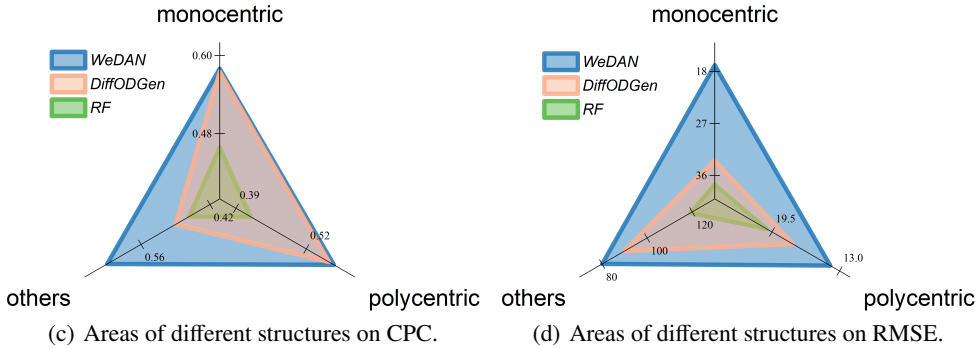 monocentric
0.60
WeDAN
DiffODGen
RF
0.48
0.39
0.42
0.52
0.56
others
polycentric
(c) Areas of different structures on CPC.
monocentric
18
WeDAN
DiffODGen
RF
27
36
19.5
120
100
13.0
80
others
polycentric
(d) Areas of different structures on RMSE.